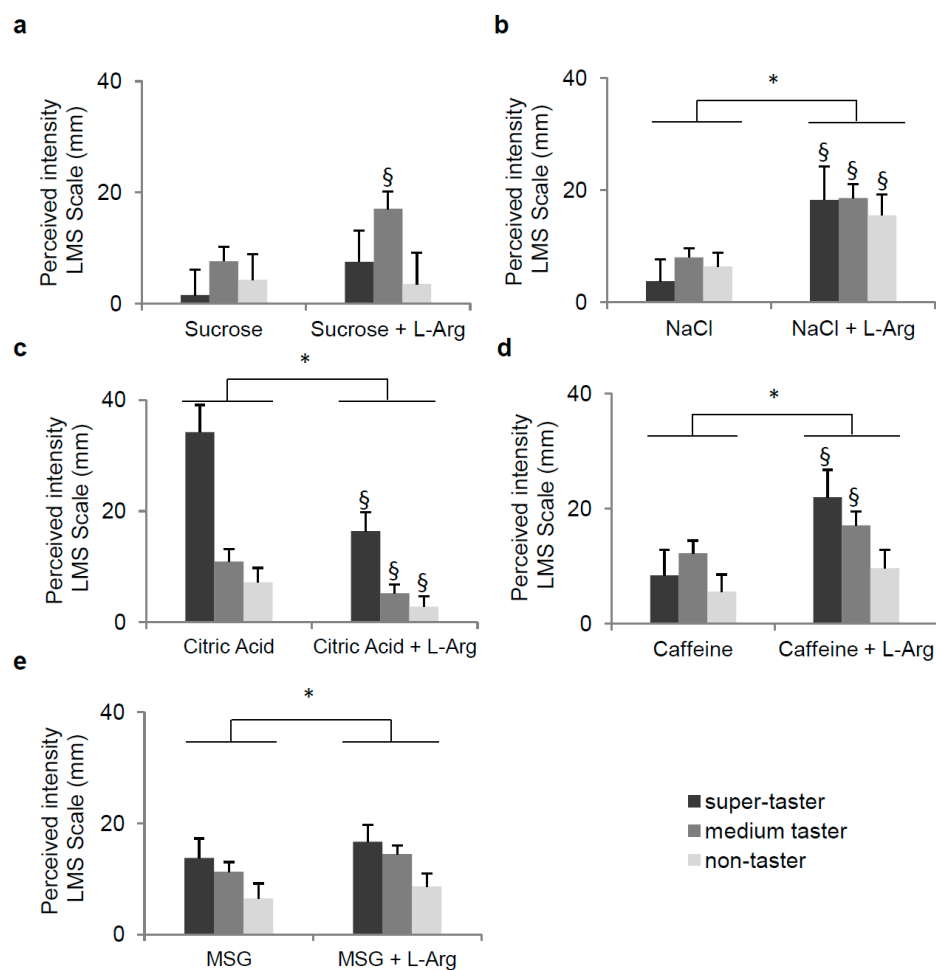 a
Perceived intensity
LMS Scale (mm)
40
20
0
§
Sucrose
Sucrose + L-Arg
b
Perceived intensity
LMS Scale (mm)
40
20
0
*
§ § §
NaCl
NaCl + L-Arg
c
Perceived intensity
LMS Scale (mm)
40
20
0
*
§
§
§
Citric Acid
Citric Acid + L-Arg
d
Perceived intensity
LMS Scale (mm)
40
20
0
*
§
§
Caffeine
Caffeine + L-Arg
e
Perceived intensity
LMS Scale (mm)
40
20
0
*
MSG
MSG + L-Arg
super-taster
medium taster
non-taster